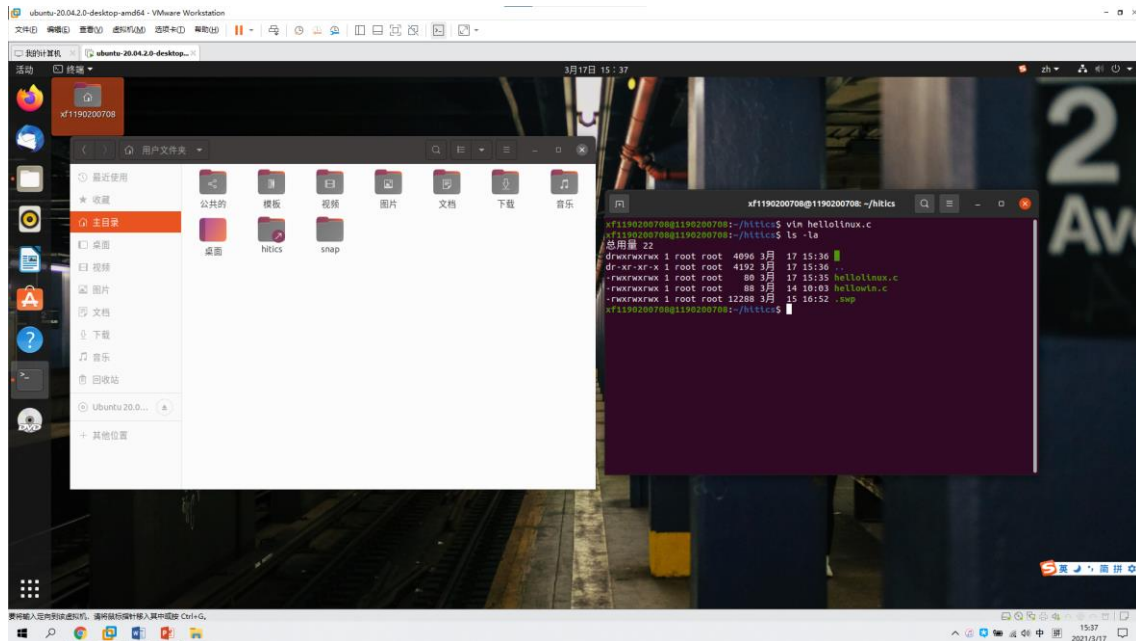 ubuntu-20.04.2.0-desktop-amd64 - VMware Workstation
文件(F) 编辑(E) 查看(V) 虚拟机(M) 选项卡(T) 帮助(H)
我的计算机 ubuntu-20.04.2.0-desktop...
活动 终端 3月17日 15：37 zh
xf1190200708
用户文件夹
最近使用
收藏
主目录
桌面
视频
图片
文档
下载
音乐
回收站
Ubuntu 20.0...
其他位置
公共的 模板 视频 图片 文档 下载 音乐
桌面 hitics snap
xf1190200708@1190200708: ~/hitics
xf1190200708@1190200708:~/hitics$ vim hellolinux.c
xf1190200708@1190200708:~/hitics$ ls -la
总用量 22
drwxrwxrwx 1 root root 4096 3月 17 15:36 .
dr-xr-xr-x 1 root root 4192 3月 17 15:36 ..
-rwxrwxrwx 1 root root 80 3月 17 15:35 hellolinux.c
-rwxrwxrwx 1 root root 88 3月 14 10:03 hellowin.c
-rwxrwxrwx 1 root root 12288 3月 15 16:52 .swp
xf1190200708@1190200708:~/hitics$
2
Av
DVD
英 简 拼
要将输入定向到该虚拟机，请将鼠标指针移入其中或按 Ctrl+G。
中 拼 15:37
2021/3/17